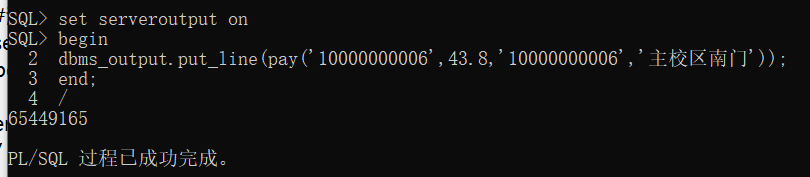 SQL> set serveroutput on
SQL> begin
2 dbms_output.put_line(pay('10000000006',43.8,'10000000006','主校区南门'));
3 end;
4 /
65449165
PL/SQL 过程已成功完成。